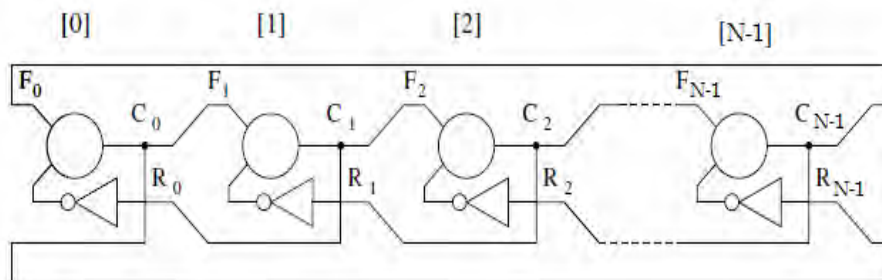 [0] [1] [2] [N-1]
F0 F1 F2 FN-1
C0 C1 C2 CN-1
R0 R1 R2 RN-1